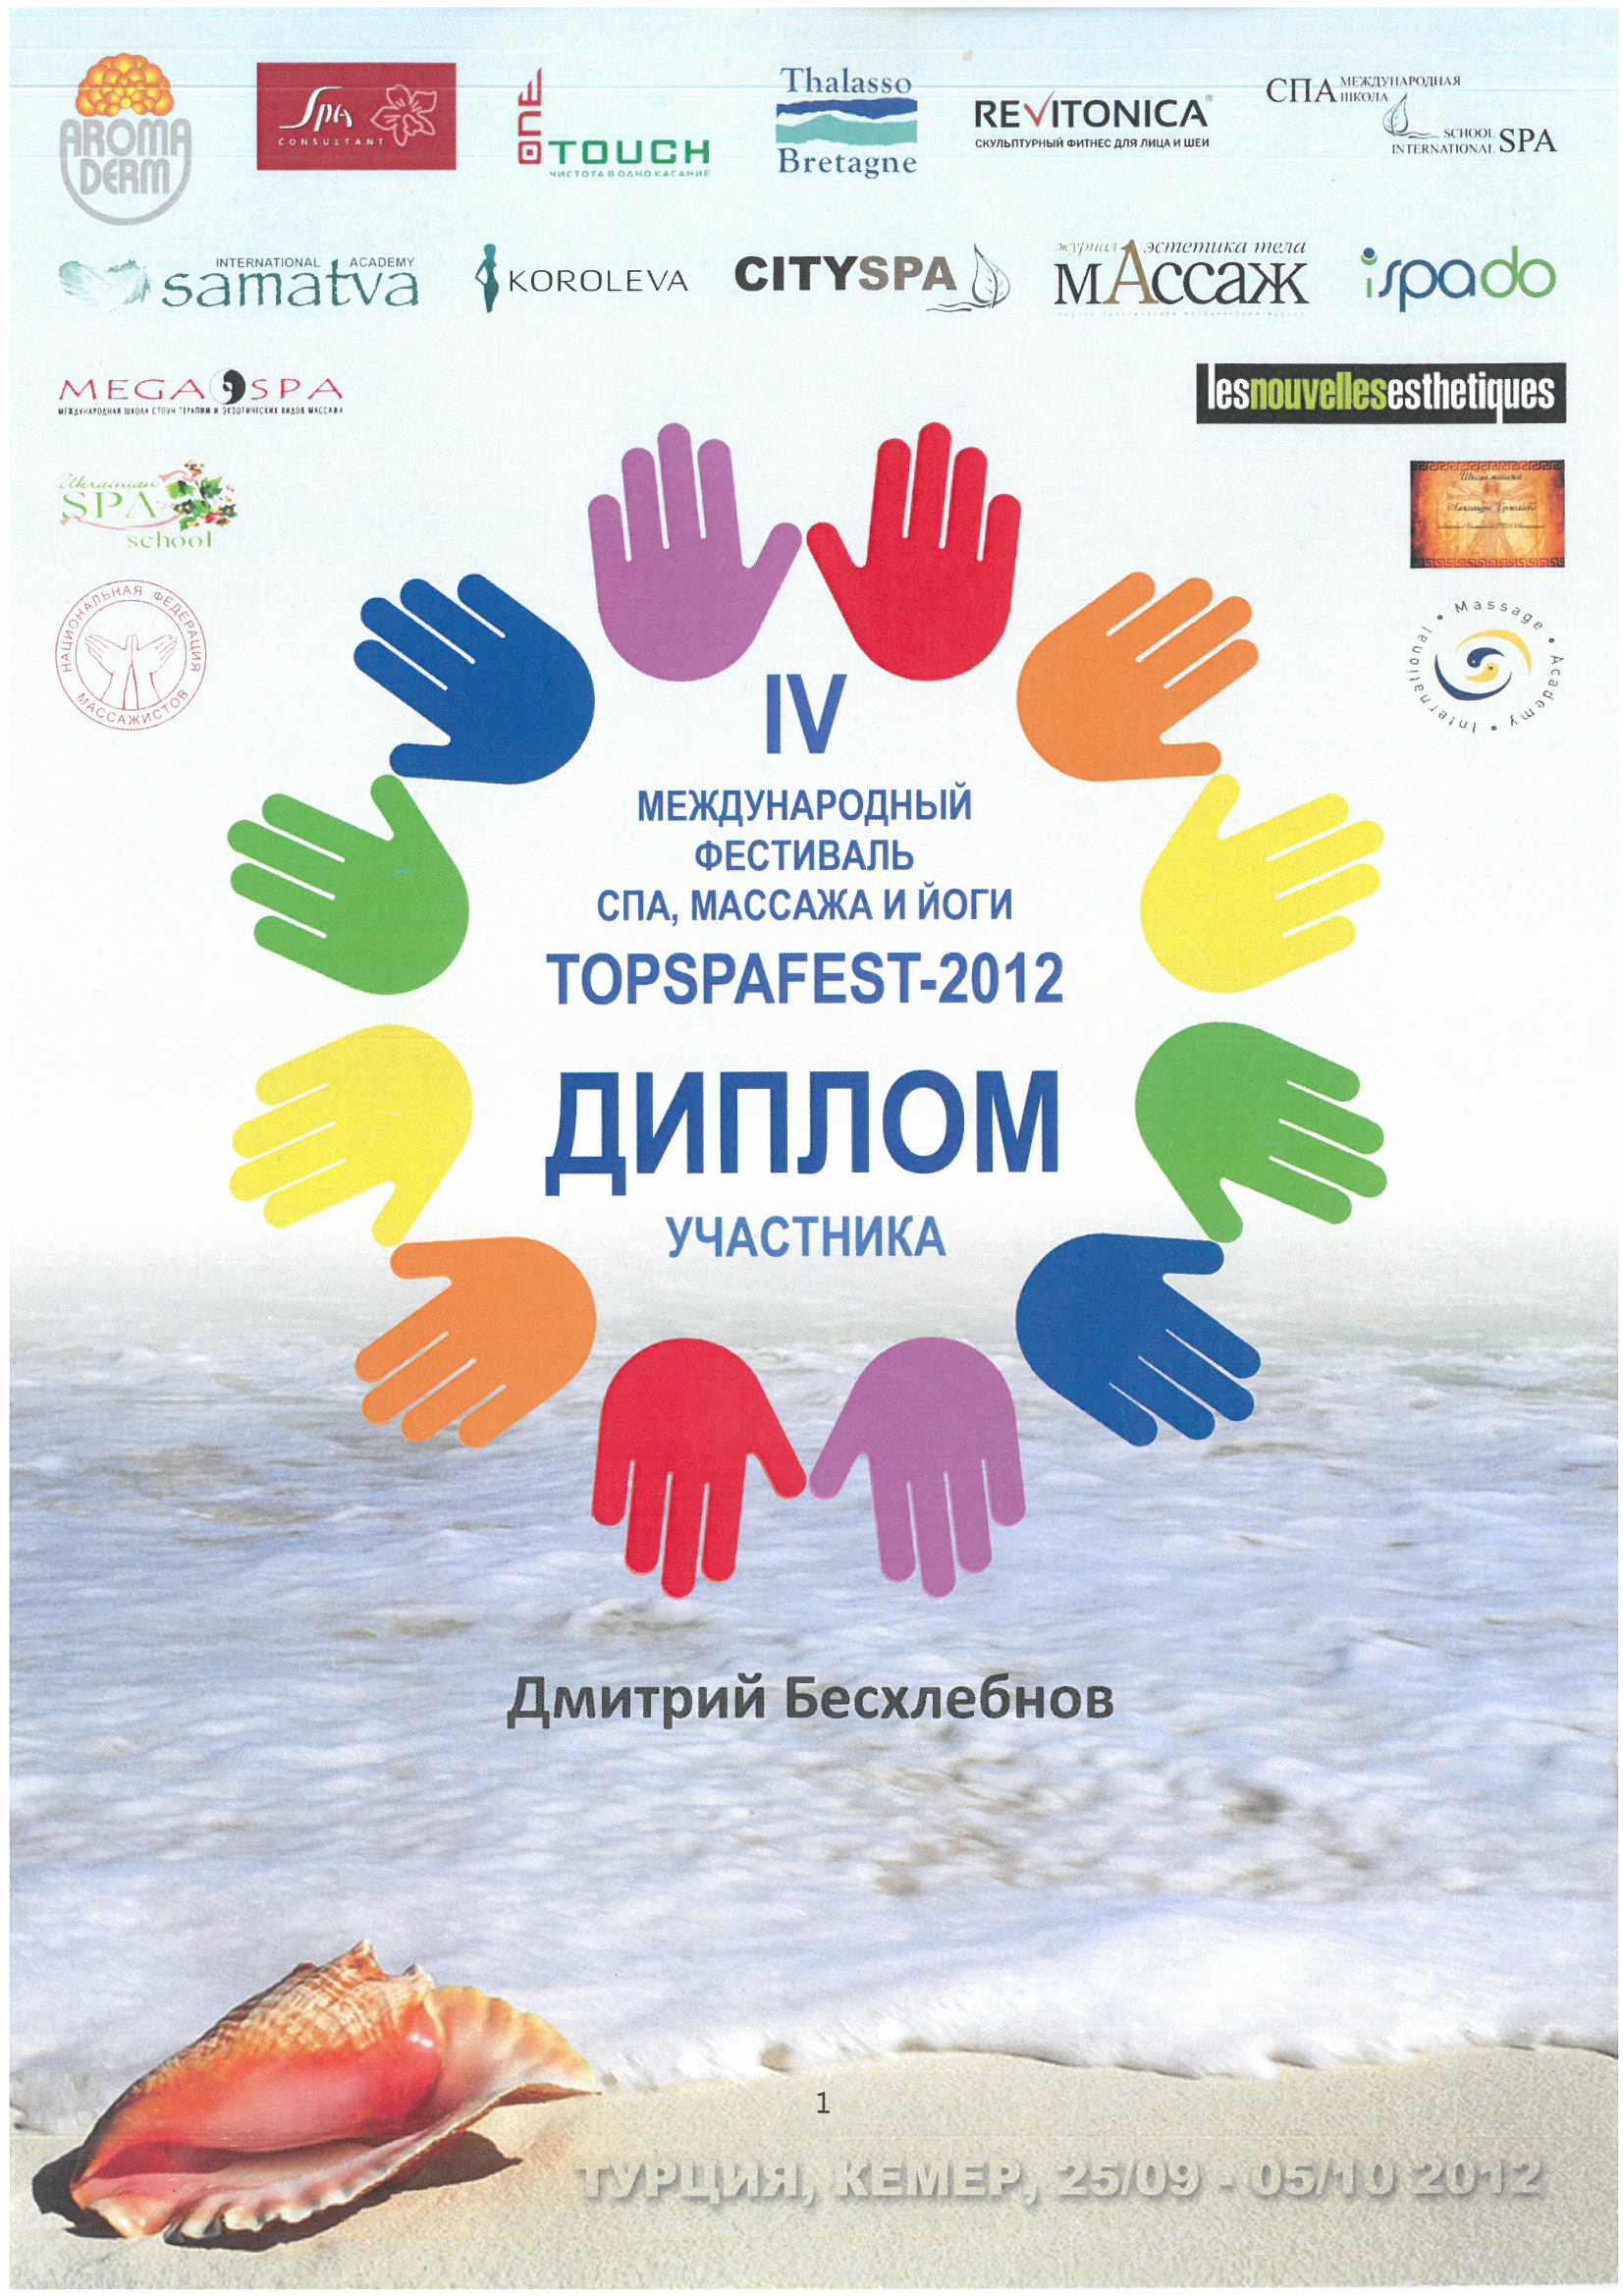 AROMA
DERM
SPA
CONSULTANT
ONE
TOUCH
ЧИСТОТА В ОДНО КАСАНИЕ
Thalasso
Bretagne
REVITONICA®
СКУЛЬПТУРНЫЙ ФИТНЕС ДЛЯ ЛИЦА И ШЕИ
СПА МЕЖДУНАРОДНАЯ
ШКОЛА
SCHOOL
INTERNATIONAL SPA
INTERNATIONAL ACADEMY
samatva
KOROLEVA
CITYSPA
журнал эстетика тела
мАссаж
ispado
MEGA SPA
МЕЖДУНАРОДНАЯ ШКОЛА СТОУН ТЕРАПИИ И ЭКЗОТИЧЕСКИХ ВИДОВ МАССАЖА
lesnouvellesesthetiques
Ukrainian
SPA
school
НАЦИОНАЛЬНАЯ ФЕДЕРАЦИЯ
МАССАЖИСТОВ
International • Massage • Academy •
IV
МЕЖДУНАРОДНЫЙ
ФЕСТИВАЛЬ
СПА, МАССАЖА И ЙОГИ
TOPSPAFEST-2012
ДИПЛОМ
УЧАСТНИКА
Дмитрий Бесхлебнов
1
ТУРЦИЯ, КЕМЕР, 25/09 - 05/10 2012